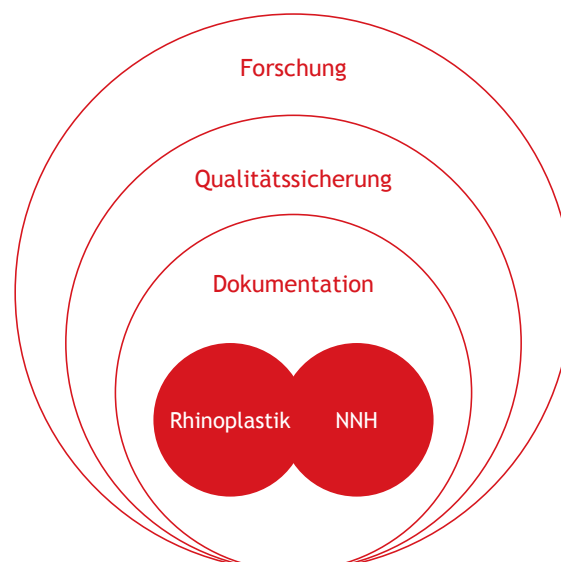 Forschung
Qualitätssicherung
Dokumentation
Rhinoplastik NNH